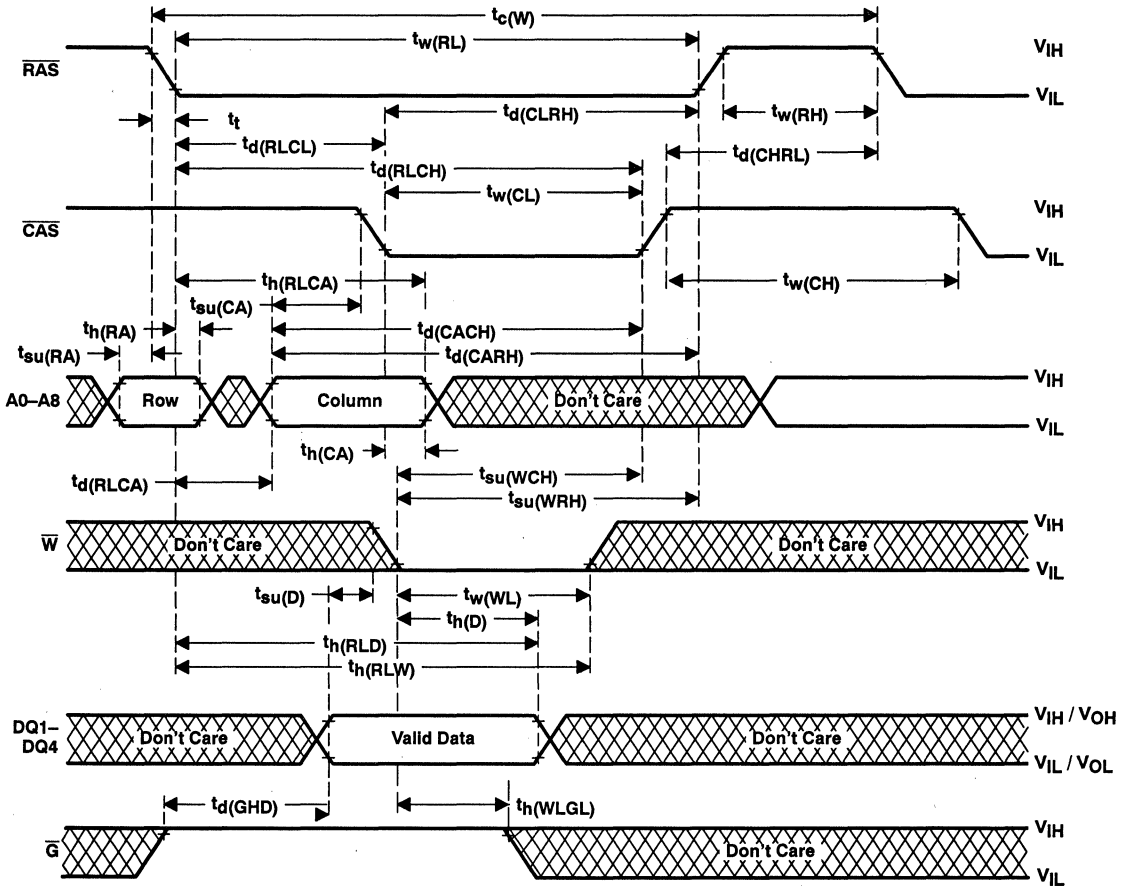 tc(W)
tw(RL)
RAS
VIH
VIL
td(CLRH)
tw(RH)
tt
td(RLCL)
td(CHRL)
td(RLCH)
tw(CL)
CAS
VIH
VIL
th(RLCA)
tw(CH)
tsu(CA)
th(RA)
td(CACH)
tsu(RA)
td(CARH)
A0–A8
Row
Column
Don't Care
VIH
VIL
th(CA)
tsu(WCH)
td(RLCA)
tsu(WRH)
W
Don't Care
Don't Care
VIH
VIL
tsu(D)
tw(WL)
th(D)
th(RLD)
th(RLW)
DQ1–
DQ4
Don't Care
Valid Data
Don't Care
VIH / VOH
VIL / VOL
td(GHD)
th(WLGL)
G
Don't Care
VIH
VIL